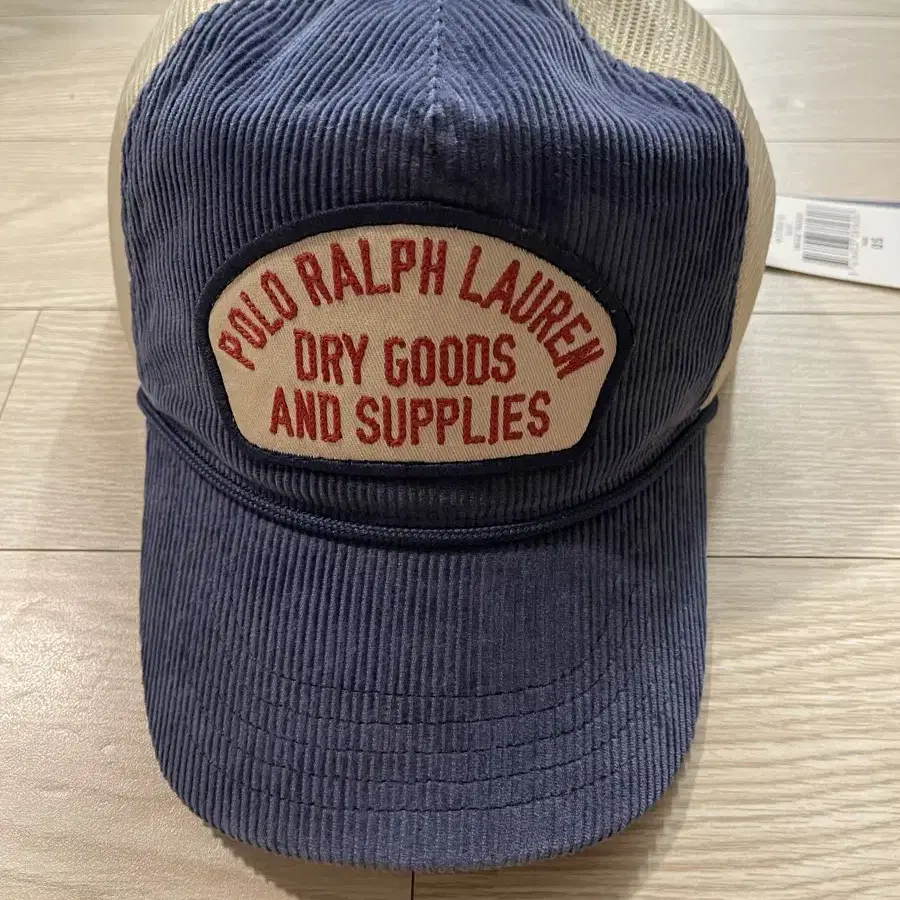 POLO RALPH LAUREN
DRY GOODS
AND SUPPLIES